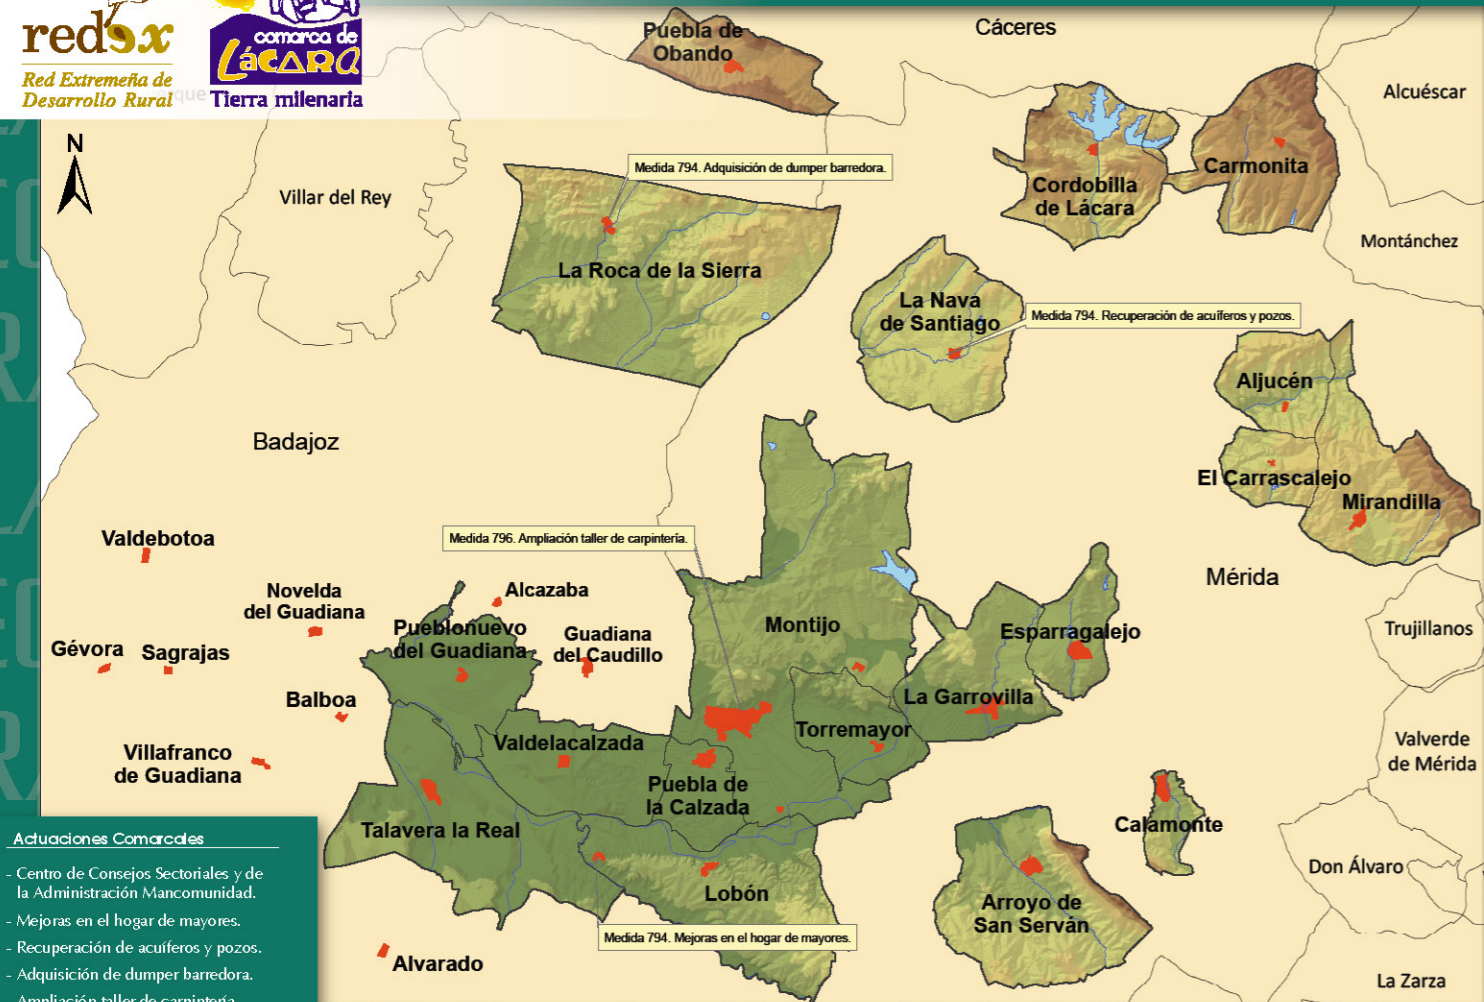 redex
Red Extremeña de
Desarrollo Rural
comarca de
LÁCARA
Tierra milenaria
Puebla de
Obando
Cáceres
Alcuéscar
N
Medida 794. Adquisición de dumper barredora.
Villar del Rey
Carmonita
Cordobilla
de Lácara
Montánchez
La Roca de la Sierra
La Nava
de Santiago
Medida 794. Recuperación de acuíferos y pozos.
Aljucén
Badajoz
El Carrascalejo
Mirandilla
Valdebotoa
Medida 796. Ampliación taller de carpintería.
Mérida
Novelda
del Guadiana
Alcazaba
Pueblonuevo
del Guadiana
Guadiana
del Caudillo
Montijo
Esparragalejo
Trujillanos
Gévora
Sagrajas
Balboa
La Garrovilla
Torremayor
Valdelacalzada
Villafranco
de Guadiana
Valverde
de Mérida
Puebla de
la Calzada
Talavera la Real
Calamonte
Don Álvaro
Lobón
Arroyo de
San Serván
Medida 794. Mejoras en el hogar de mayores.
Alvarado
La Zarza
Actuaciones Comarcales
- Centro de Consejos Sectoriales y de
la Administración Mancomunidad.
- Mejoras en el hogar de mayores.
- Recuperación de acuíferos y pozos.
- Adquisición de dumper barredora.
- Ampliación taller de carpintería.